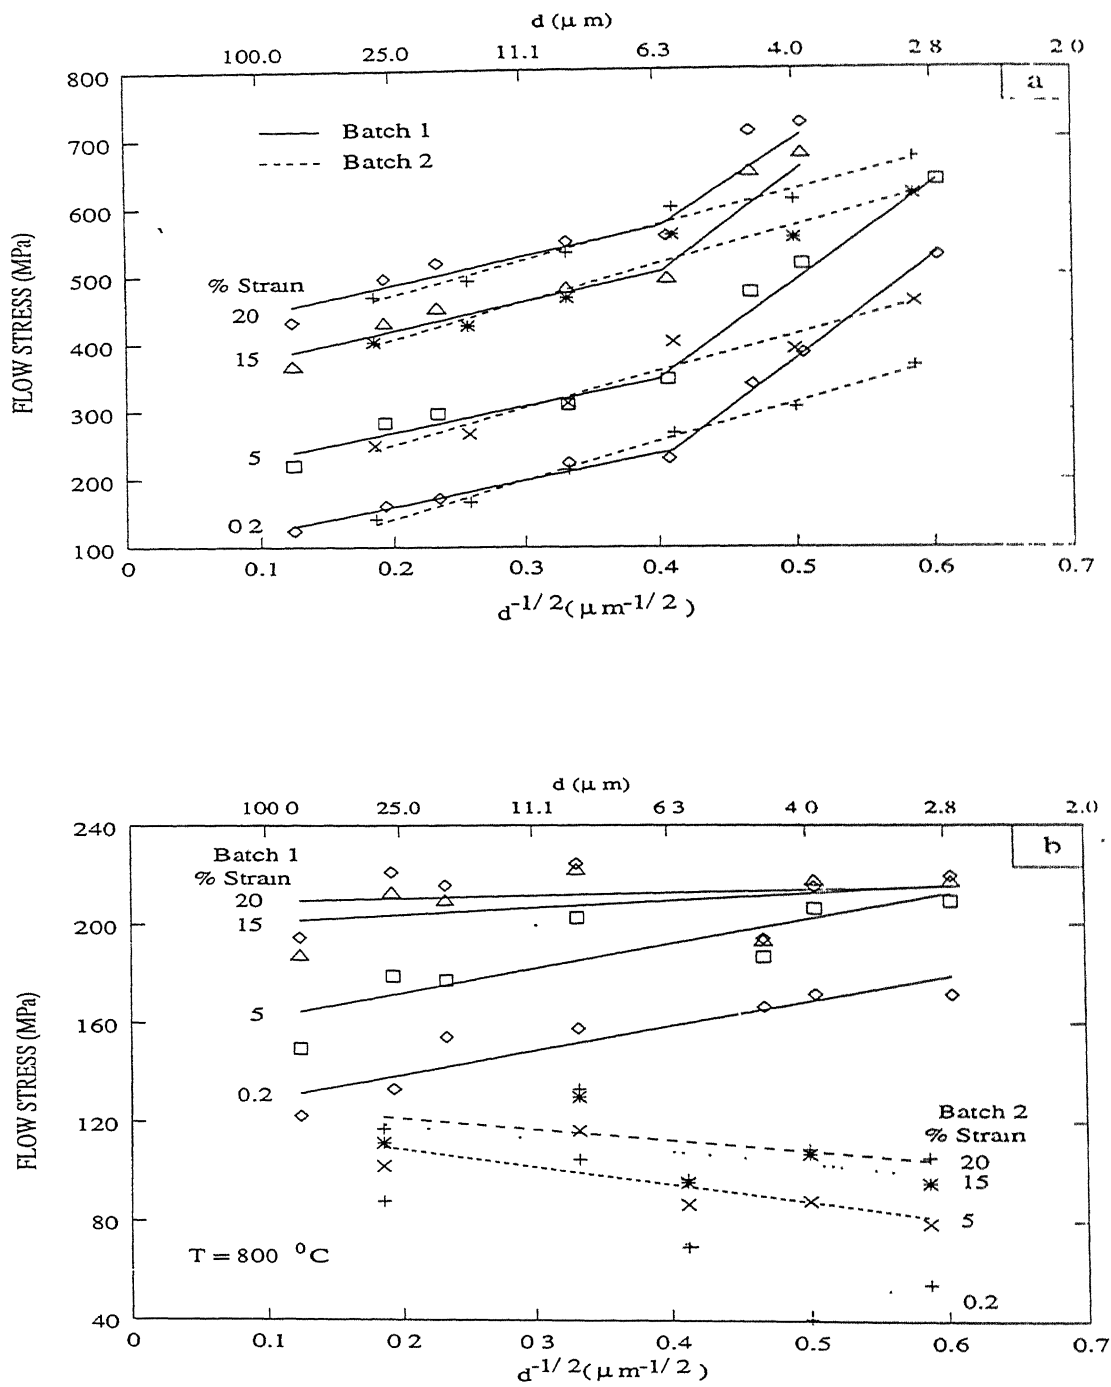 d (μ m)
100.0 25.0 11.1 6.3 4.0 2 8 2 0
800
a
Batch 1
700
Batch 2
600
500
% Strain
20
400
15
300
5
200
0 2
100
FLOW STRESS (MPa)
0 0.1 0.2 0.3 0.4 0.5 0.6 0.7
d-1/2 (μ m-1/2 )
d (μ m)
100 0 25.0 11.1 6 3 4 0 2.8 2.0
240
b
Batch 1
% Strain
20
200
15
160
5
0.2
120
Batch 2
% Strain
20
15
80
5
T = 800 ⁰C
0.2
40
FLOW STRESS (MPa)
0 0.1 0 2 0 3 0 4 0 5 0 6 0.7
d-1/2 (μ m-1/2 )